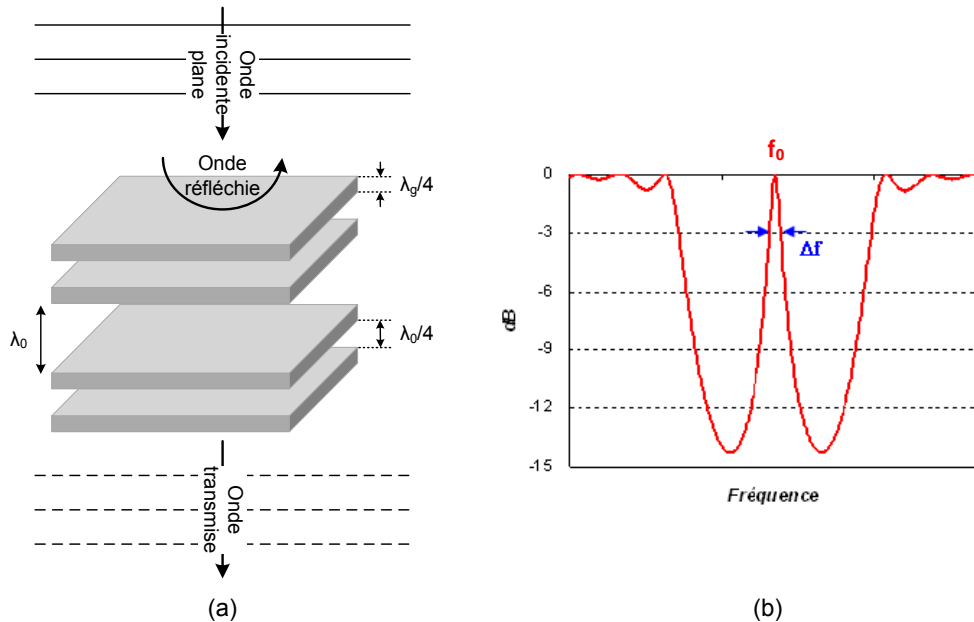 Onde
incidente
plane
Onde
réfléchie
λg/4
λ0
λ0/4
Onde
transmise
(a)
f0
0
-3
Δf
-6
-9
-12
-15
dB
Fréquence
(b)